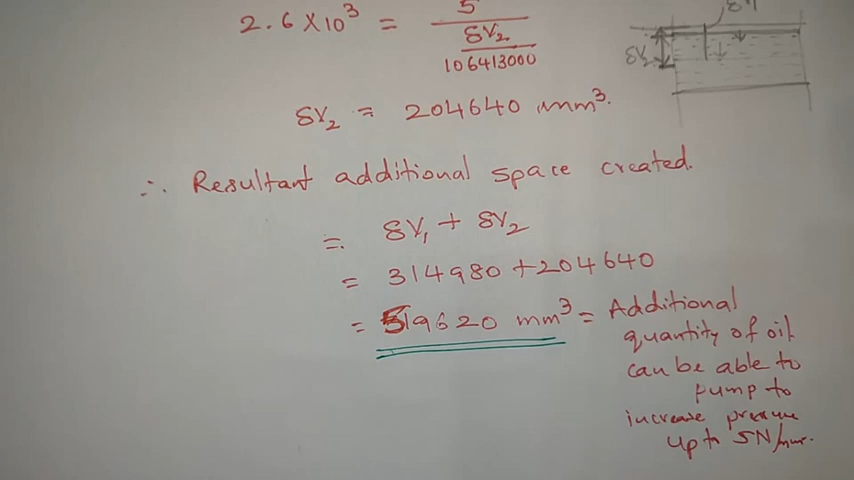 2.6 × 10³ = 5 / (δV₂ / 106413000)
δV₂
δV₂ = 204640 mm³.
∴ Resultant additional space created.
= δV₁ + δV₂
= 314980 + 204640
= 519620 mm³ = Additional
quantity of oil
can be able to
pump to
increase pressure
up to 5N/mm².